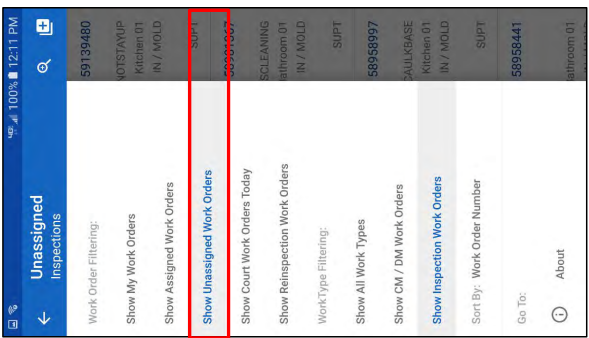 100% 12:11 PM
Unassigned
Inspections
Work Order Filtering:
Show My Work Orders
Show Assigned Work Orders
Show Unassigned Work Orders
Show Court Work Orders Today
Show Reinspection Work Orders
WorkType Filtering:
Show All Work Types
Show CM / DM Work Orders
Show Inspection Work Orders
Sort By: Work Order Number
Go To:
About
59139480
NOTSTAYUP
Kitchen 01
IN / MOLD
SUPT
SCLEANING
athroom 01
IN / MOLD
SUPT
58958997
CAULKBASE
Kitchen 01
IN / MOLD
SUPT
58958441
athroom 01